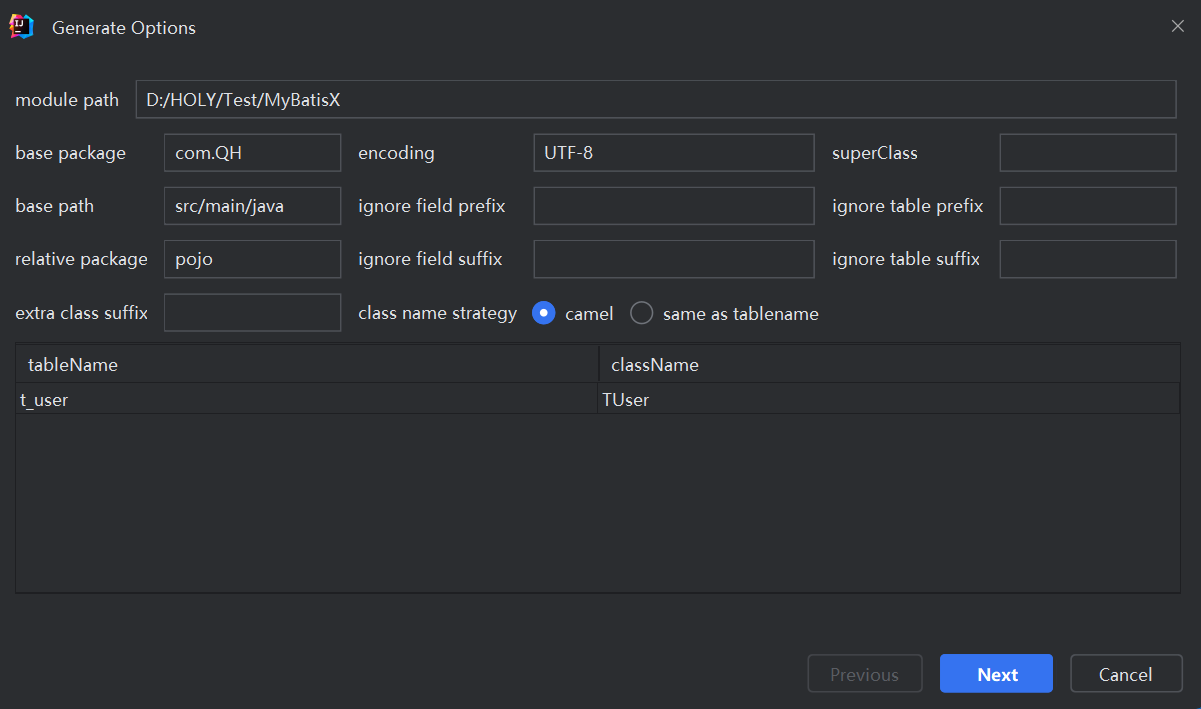 Generate Options
module path D:/HOLY/Test/MyBatisX
base package com.QH encoding UTF-8 superClass
base path src/main/java ignore field prefix ignore table prefix
relative package pojo ignore field suffix ignore table suffix
extra class suffix class name strategy camel same as tablename
tableName className
t_user TUser
Previous Next Cancel